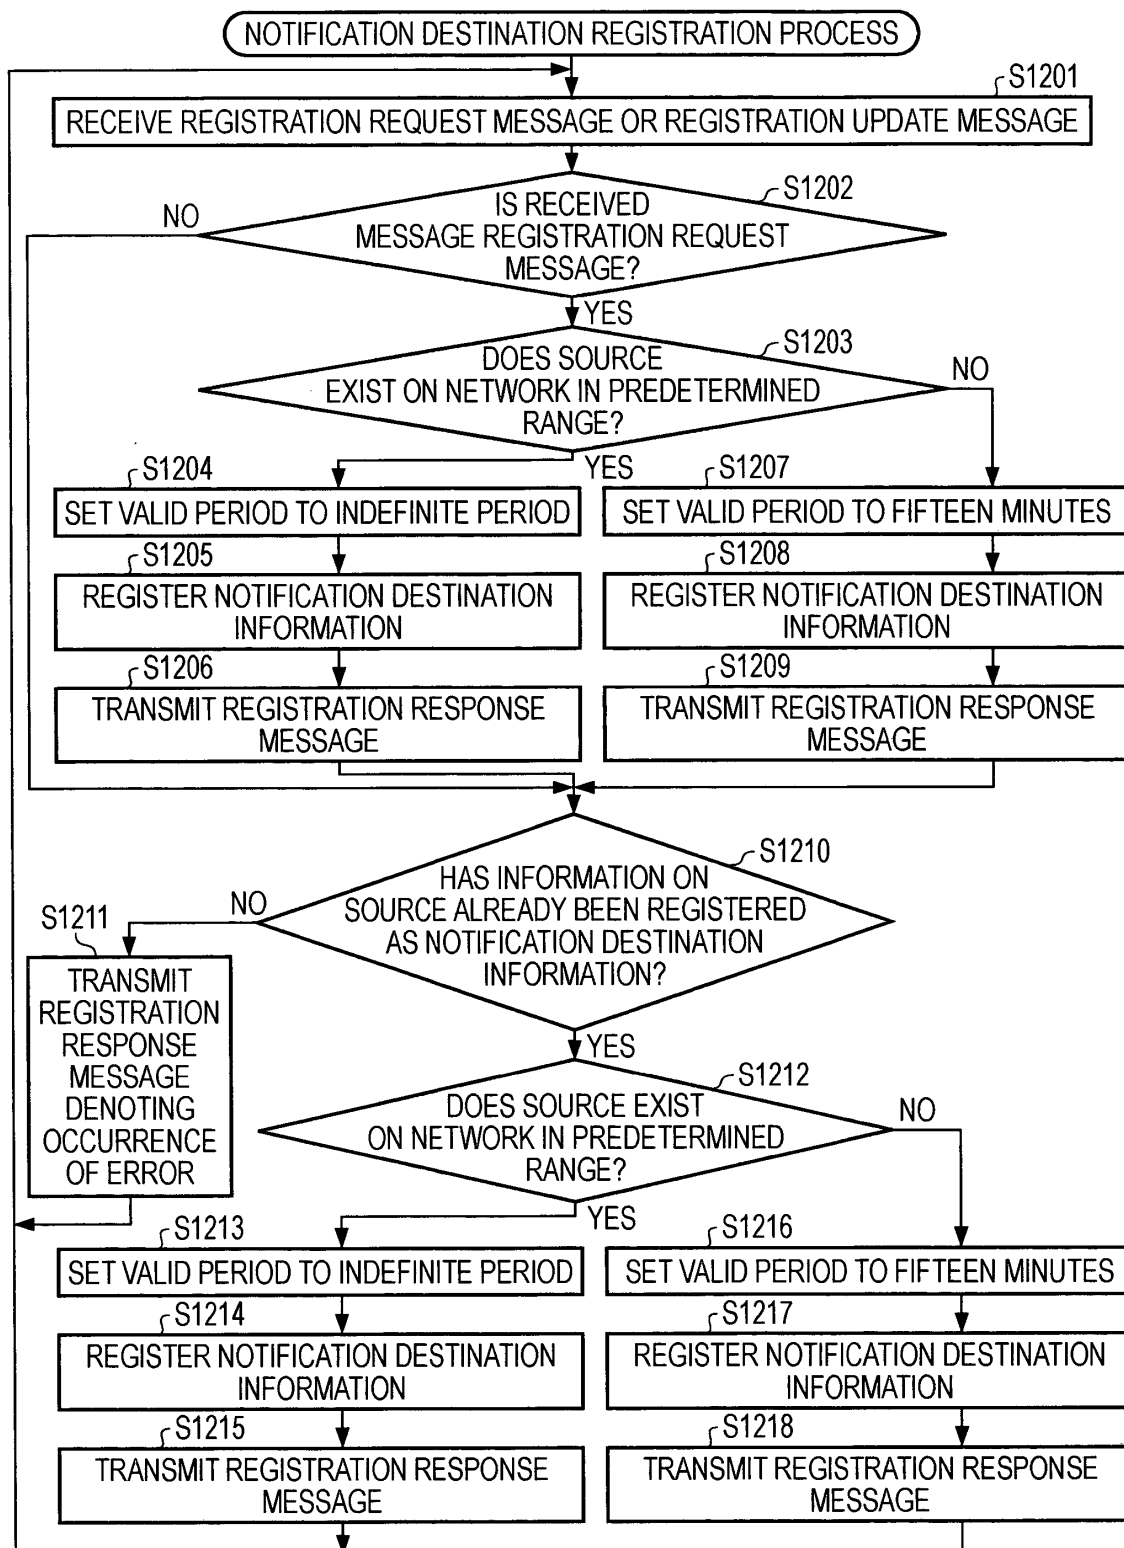 NOTIFICATION DESTINATION REGISTRATION PROCESS
S1201
RECEIVE REGISTRATION REQUEST MESSAGE OR REGISTRATION UPDATE MESSAGE
S1202
NO
IS RECEIVED
MESSAGE REGISTRATION REQUEST
MESSAGE?
YES
S1203
DOES SOURCE
EXIST ON NETWORK IN PREDETERMINED
RANGE?
NO
YES
S1204
SET VALID PERIOD TO INDEFINITE PERIOD
S1205
REGISTER NOTIFICATION DESTINATION
INFORMATION
S1206
TRANSMIT REGISTRATION RESPONSE
MESSAGE
S1207
SET VALID PERIOD TO FIFTEEN MINUTES
S1208
REGISTER NOTIFICATION DESTINATION
INFORMATION
S1209
TRANSMIT REGISTRATION RESPONSE
MESSAGE
S1210
HAS INFORMATION ON
SOURCE ALREADY BEEN REGISTERED
AS NOTIFICATION DESTINATION
INFORMATION?
NO
S1211
TRANSMIT
REGISTRATION
RESPONSE
MESSAGE
DENOTING
OCCURRENCE
OF ERROR
YES
S1212
DOES SOURCE EXIST
ON NETWORK IN PREDETERMINED
RANGE?
NO
YES
S1213
SET VALID PERIOD TO INDEFINITE PERIOD
S1214
REGISTER NOTIFICATION DESTINATION
INFORMATION
S1215
TRANSMIT REGISTRATION RESPONSE
MESSAGE
S1216
SET VALID PERIOD TO FIFTEEN MINUTES
S1217
REGISTER NOTIFICATION DESTINATION
INFORMATION
S1218
TRANSMIT REGISTRATION RESPONSE
MESSAGE